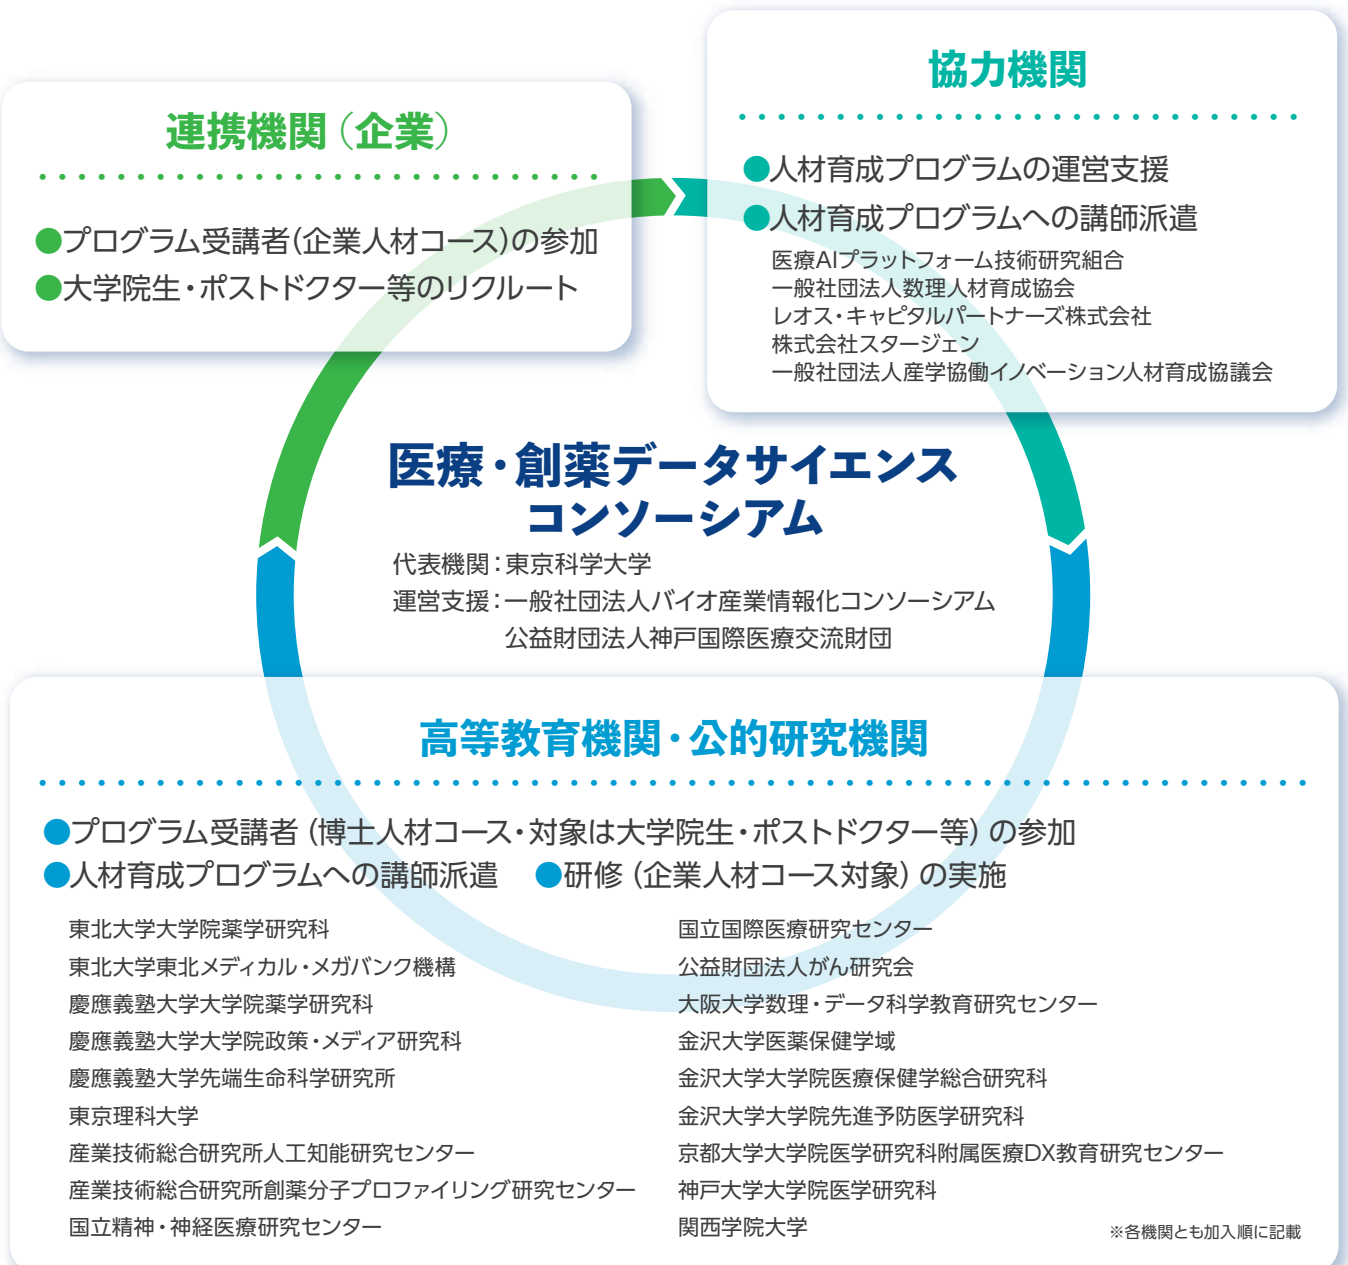 連携機関（企業）
●プログラム受講者（企業人材コース）の参加
●大学院生・ポストドクター等のリクルート
協力機関
●人材育成プログラムの運営支援
●人材育成プログラムへの講師派遣
医療AIプラットフォーム技術研究組合
一般社団法人数理人材育成協会
レオス・キャピタルパートナーズ株式会社
株式会社スタージェン
一般社団法人産学協働イノベーション人材育成協議会
医療・創薬データサイエンス
コンソーシアム
代表機関：東京科学大学
運営支援：一般社団法人バイオ産業情報化コンソーシアム
公益財団法人神戸国際医療交流財団
高等教育機関・公的研究機関
●プログラム受講者（博士人材コース・対象は大学院生・ポストドクター等）の参加
●人材育成プログラムへの講師派遣　●研修（企業人材コース対象）の実施
東北大学大学院薬学研究科
東北大学東北メディカル・メガバンク機構
慶應義塾大学大学院薬学研究科
慶應義塾大学大学院政策・メディア研究科
慶應義塾大学先端生命科学研究所
東京理科大学
産業技術総合研究所人工知能研究センター
産業技術総合研究所創薬分子プロファイリング研究センター
国立精神・神経医療研究センター
国立国際医療研究センター
公益財団法人がん研究会
大阪大学数理・データ科学教育研究センター
金沢大学医薬保健学域
金沢大学大学院医療保健学総合研究科
金沢大学大学院先進予防医学研究科
京都大学大学院医学研究科附属医療DX教育研究センター
神戸大学大学院医学研究科
関西学院大学
※各機関とも加入順に記載